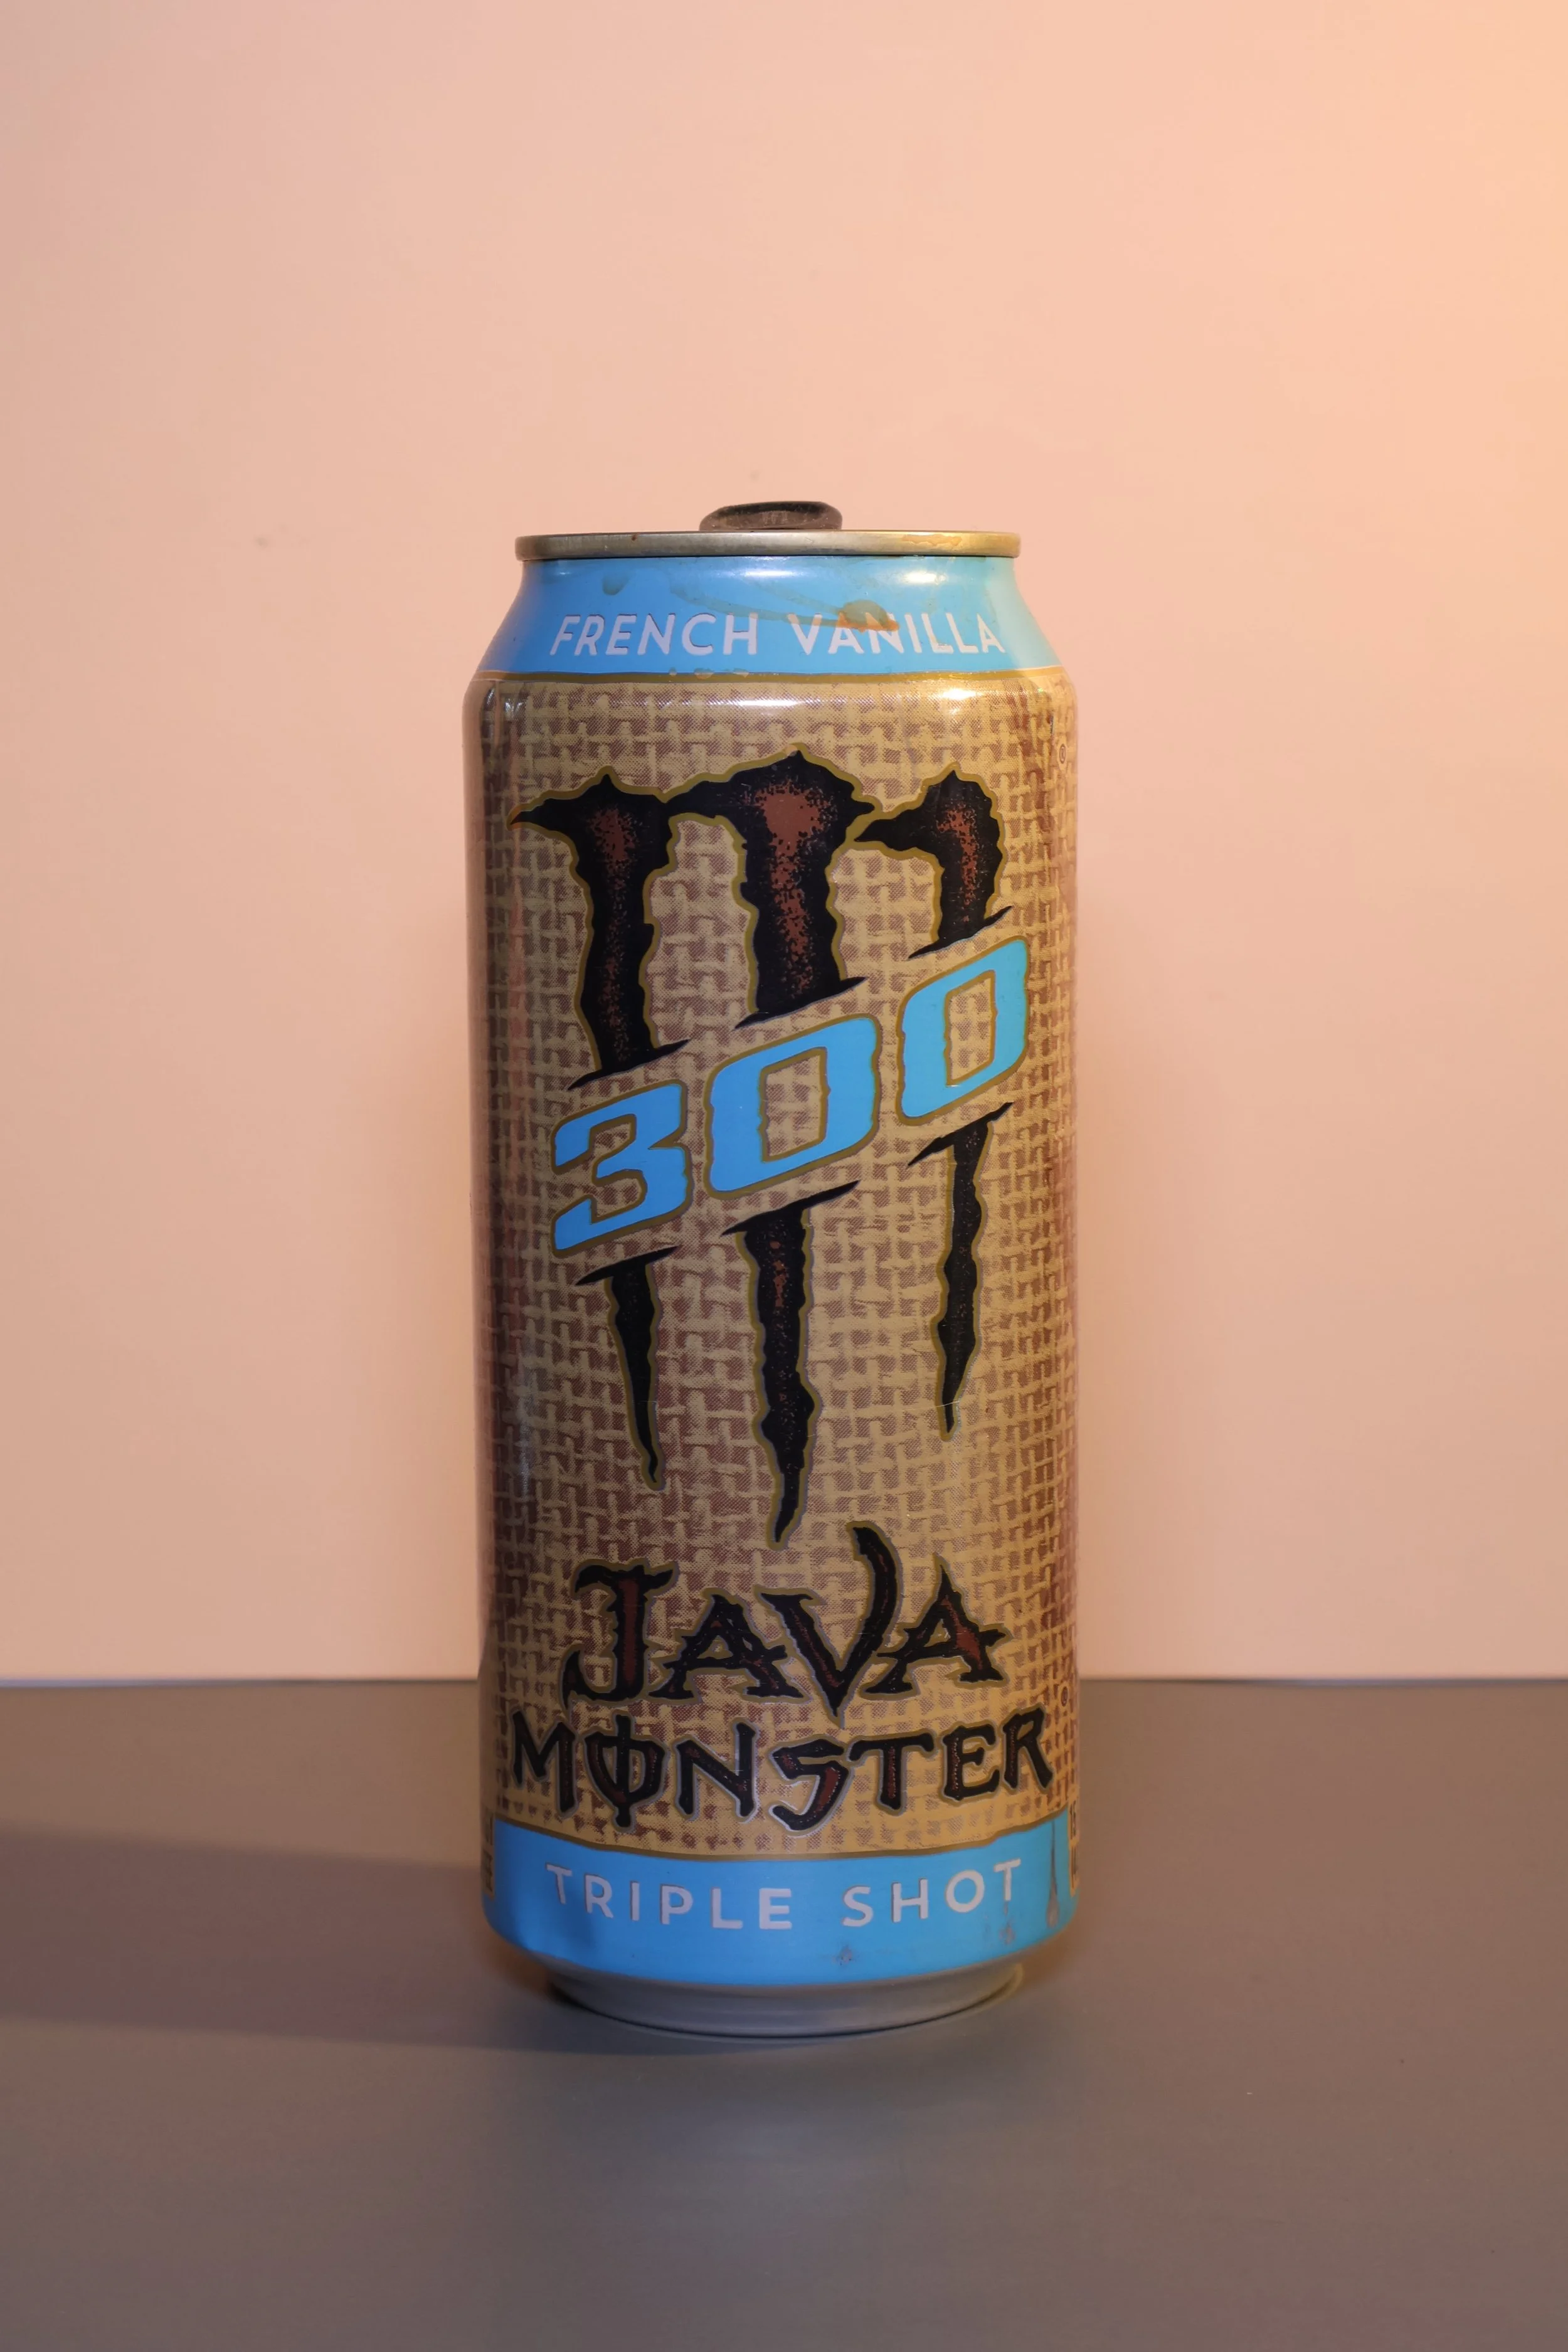 FRENCH VANILLA
300
JAVA
MONSTER
TRIPLE SHOT